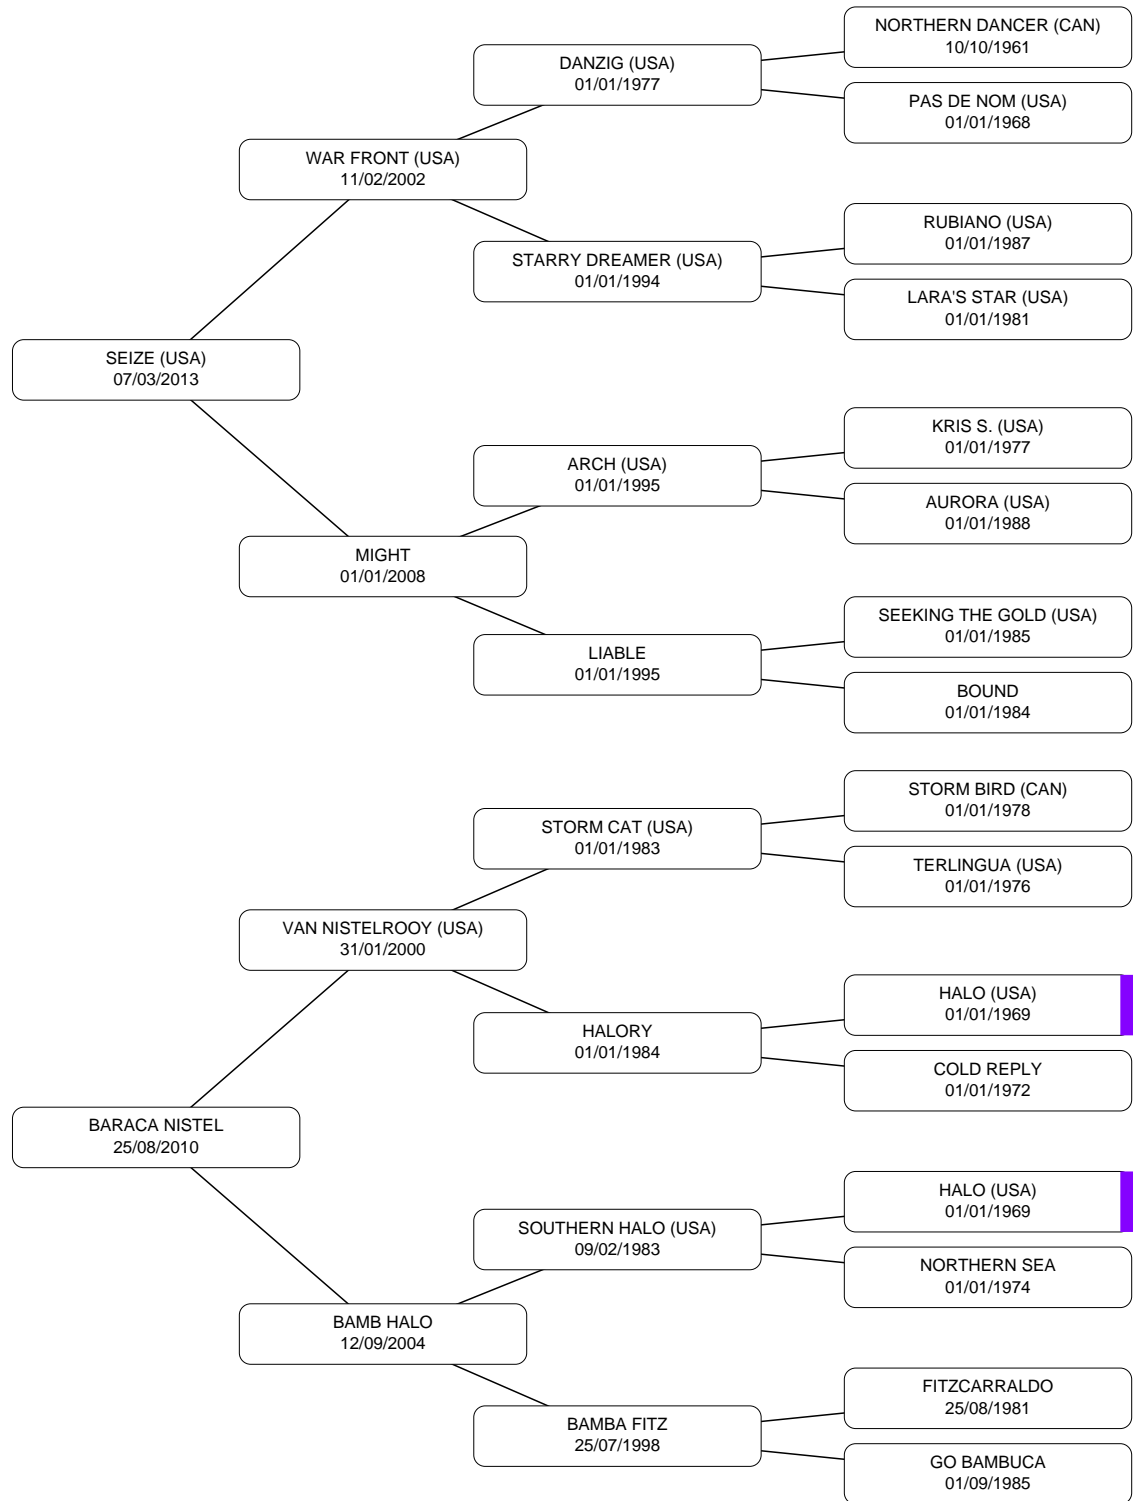 NORTHERN DANCER (CAN)
10/10/1961
DANZIG (USA)
01/01/1977
PAS DE NOM (USA)
01/01/1968
WAR FRONT (USA)
11/02/2002
RUBIANO (USA)
01/01/1987
STARRY DREAMER (USA)
01/01/1994
LARA'S STAR (USA)
01/01/1981
SEIZE (USA)
07/03/2013
KRIS S. (USA)
01/01/1977
ARCH (USA)
01/01/1995
AURORA (USA)
01/01/1988
MIGHT
01/01/2008
SEEKING THE GOLD (USA)
01/01/1985
LIABLE
01/01/1995
BOUND
01/01/1984
STORM BIRD (CAN)
01/01/1978
STORM CAT (USA)
01/01/1983
TERLINGUA (USA)
01/01/1976
VAN NISTELROOY (USA)
31/01/2000
HALO (USA)
01/01/1969
HALORY
01/01/1984
COLD REPLY
01/01/1972
BARACA NISTEL
25/08/2010
HALO (USA)
01/01/1969
SOUTHERN HALO (USA)
09/02/1983
NORTHERN SEA
01/01/1974
BAMB HALO
12/09/2004
FITZCARRALDO
25/08/1981
BAMBA FITZ
25/07/1998
GO BAMBUCA
01/09/1985